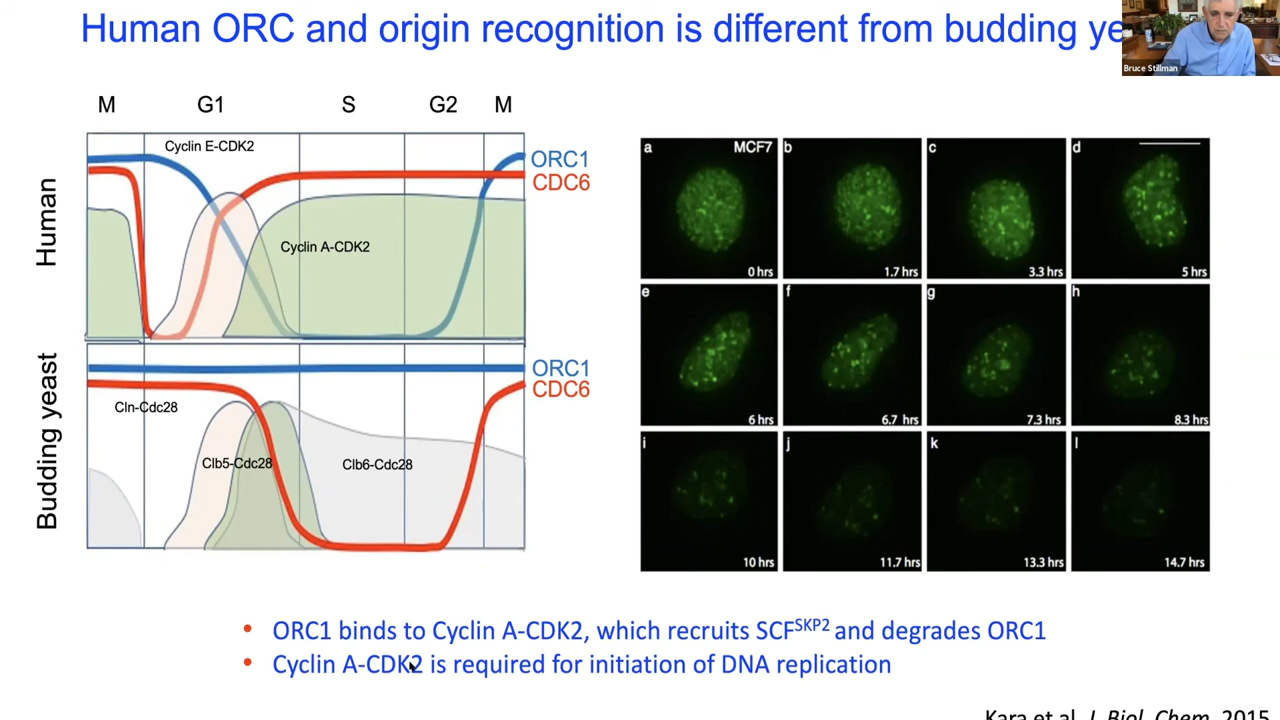 Human ORC and origin recognition is different from budding ye
Bruce Stillman
M G1 S G2 M
Human
Cyclin E-CDK2
ORC1
CDC6
Cyclin A-CDK2
Budding yeast
ORC1
CDC6
Cln-Cdc28
Clb5-Cdc28
Clb6-Cdc28
a MCF7 b c d
0 hrs 1.7 hrs 3.3 hrs 5 hrs
e f g h
6 hrs 6.7 hrs 7.3 hrs 8.3 hrs
i j k l
10 hrs 11.7 hrs 13.3 hrs 14.7 hrs
• ORC1 binds to Cyclin A-CDK2, which recruits SCFSKP2 and degrades ORC1
• Cyclin A-CDK2 is required for initiation of DNA replication
Kara et al. J. Biol. Chem. 2015